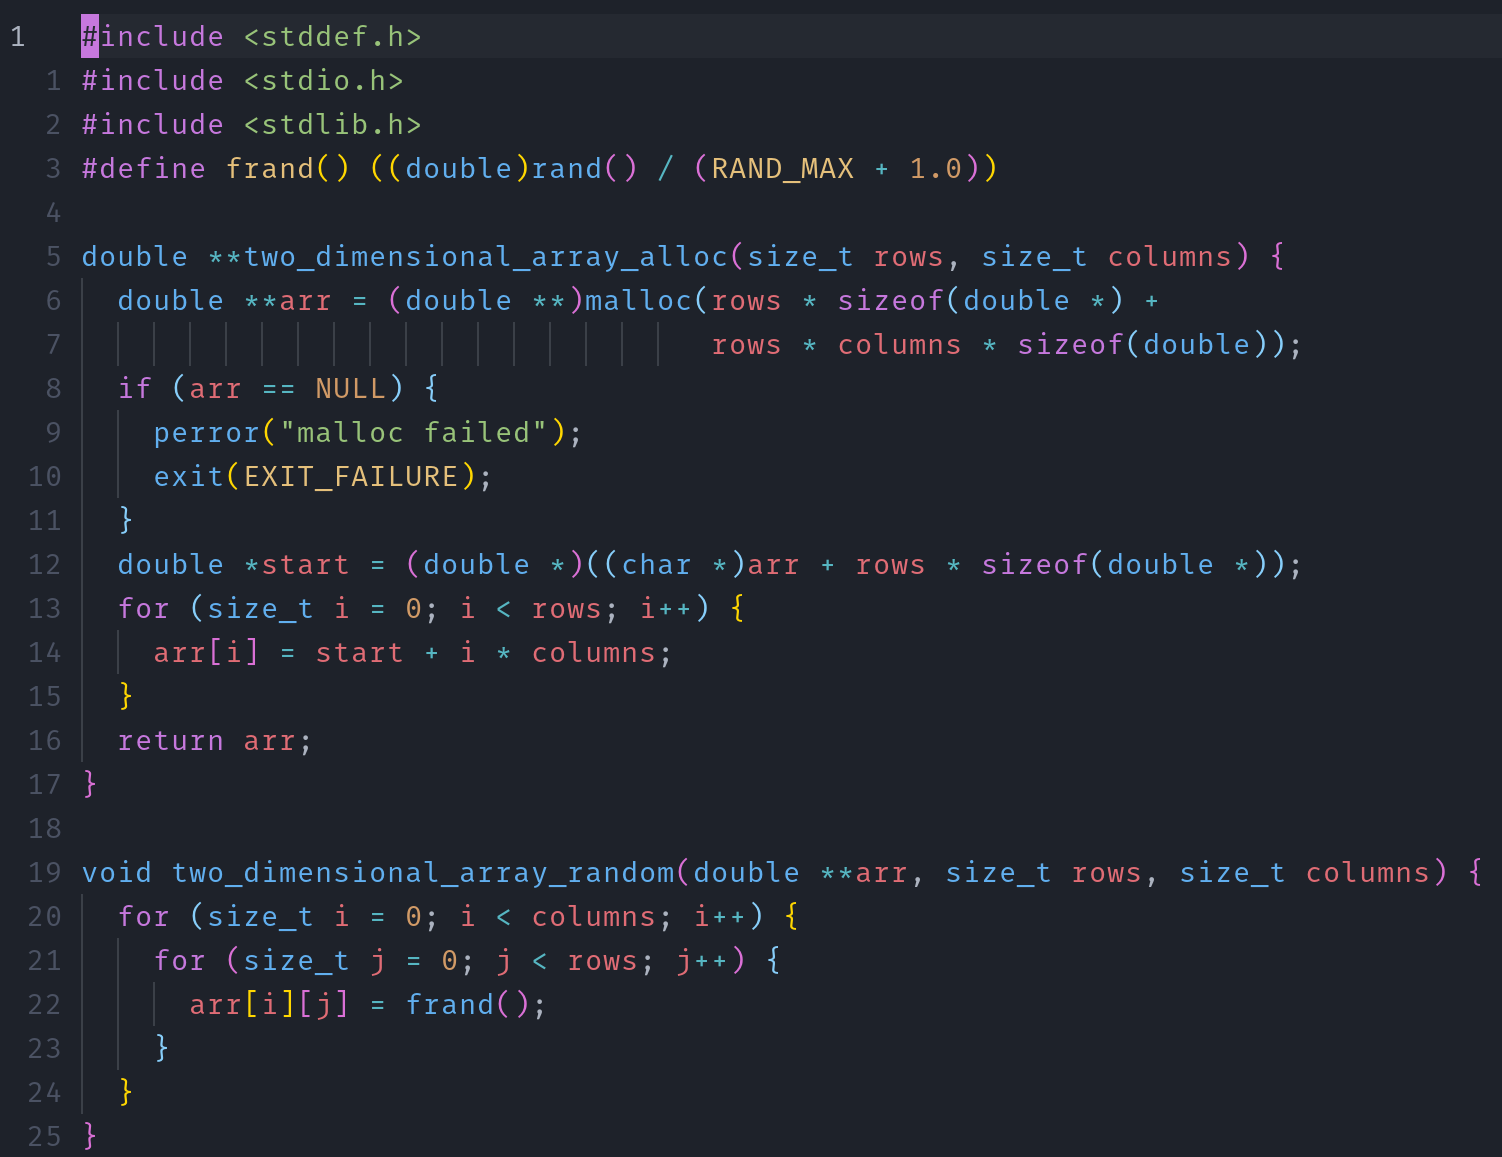 1 #include <stddef.h>
1 #include <stdio.h>
2 #include <stdlib.h>
3 #define frand() ((double)rand() / (RAND_MAX + 1.0))
4
5 double **two_dimensional_array_alloc(size_t rows, size_t columns) {
6   double **arr = (double **)malloc(rows * sizeof(double *) +
7                                    rows * columns * sizeof(double));
8   if (arr == NULL) {
9     perror("malloc failed");
10     exit(EXIT_FAILURE);
11   }
12   double *start = (double *)((char *)arr + rows * sizeof(double *));
13   for (size_t i = 0; i < rows; i++) {
14     arr[i] = start + i * columns;
15   }
16   return arr;
17 }
18
19 void two_dimensional_array_random(double **arr, size_t rows, size_t columns) {
20   for (size_t i = 0; i < columns; i++) {
21     for (size_t j = 0; j < rows; j++) {
22       arr[i][j] = frand();
23     }
24   }
25 }